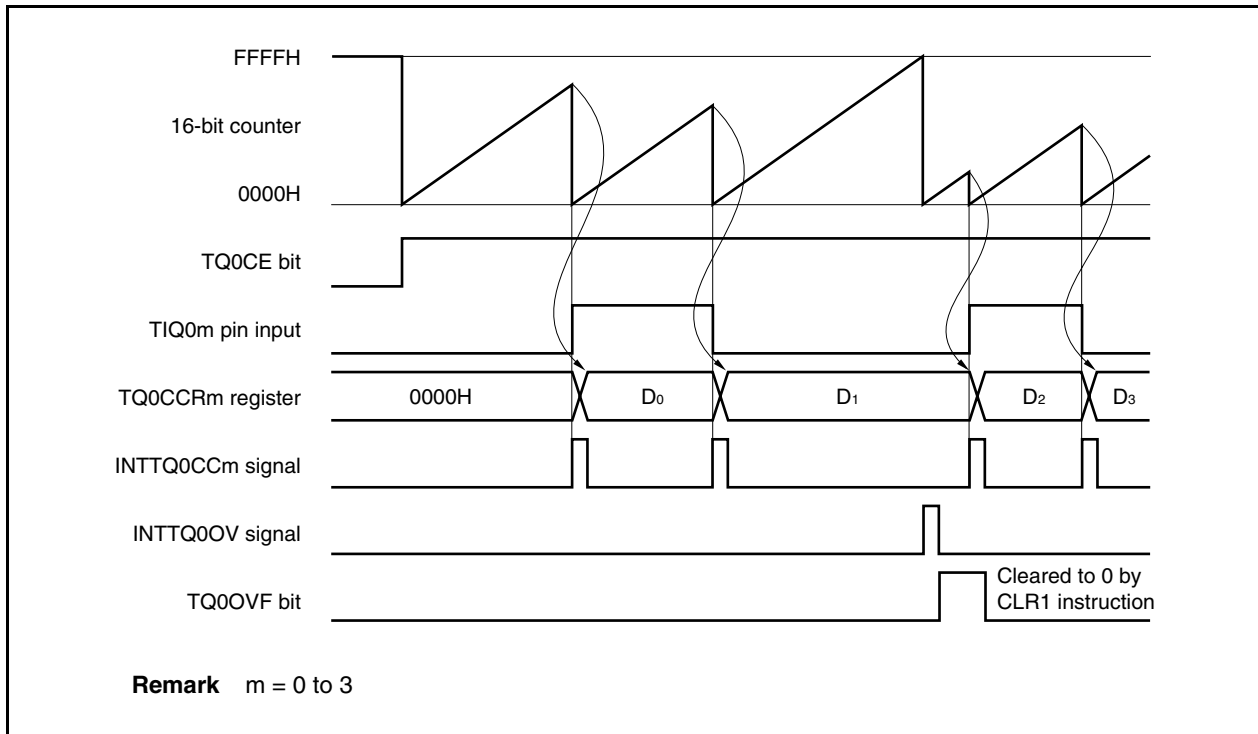 FFFFH
16-bit counter
0000H
TQ0CE bit
TIQ0m pin input
TQ0CCRm register
0000H D0 D1 D2 D3
INTTQ0CCm signal
INTTQ0OV signal
TQ0OVF bit
Cleared to 0 by
CLR1 instruction
Remark m = 0 to 3